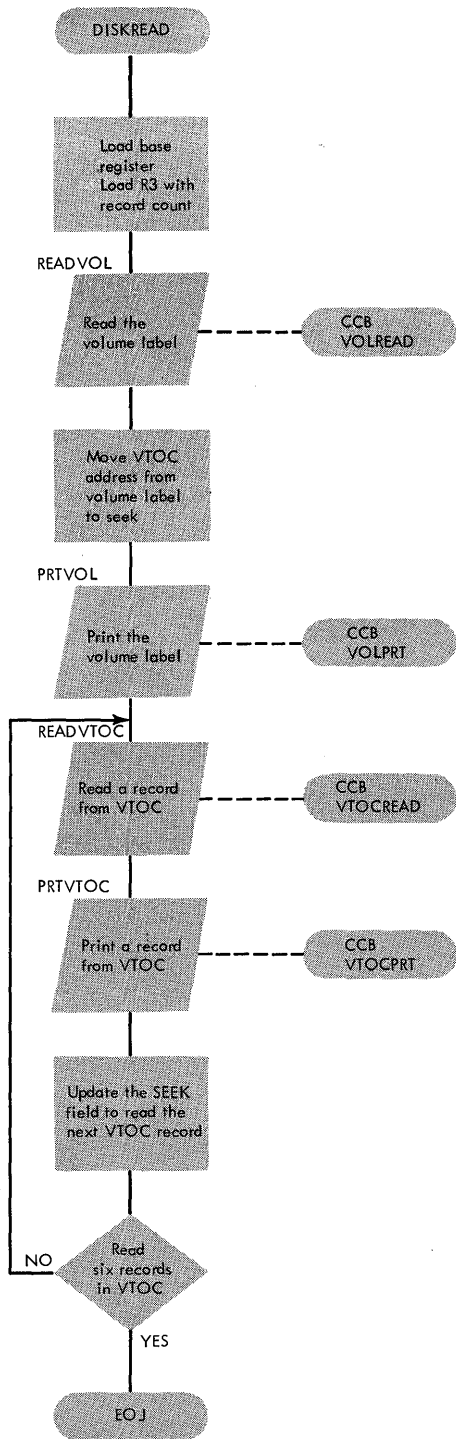 DISKREAD
Load base
register
Load R3 with
record count
READVOL
Read the
volume label
CCB
VOLREAD
Move VTOC
address from
volume label
to seek
PRTVOL
Print the
volume label
CCB
VOLPRT
READVTOC
Read a record
from VTOC
CCB
VTOCREAD
PRTVTOC
Print a record
from VTOC
CCB
VTOCPRT
Update the SEEK
field to read the
next VTOC record
Read
six records
in VTOC
NO
YES
EOJ